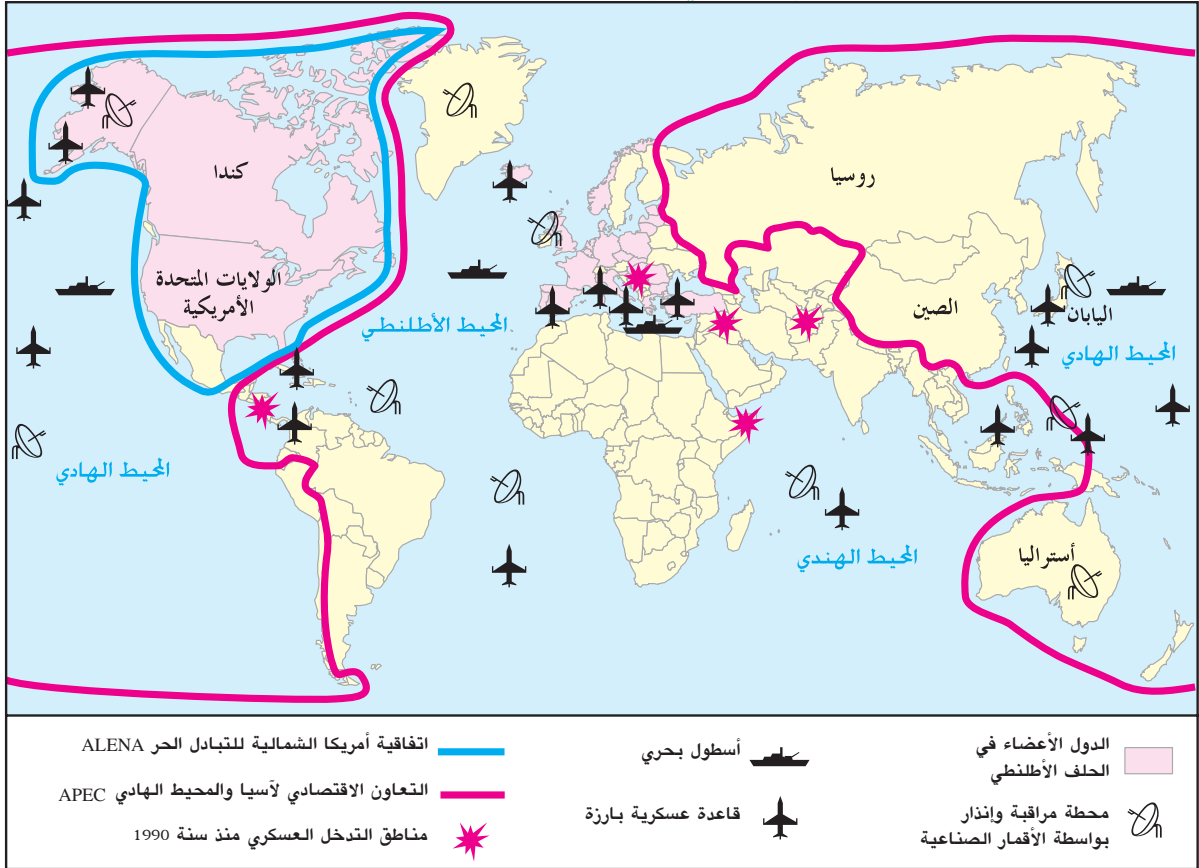 كندا
الولايات المتحدة
الأمريكية
روسيا
الصين
اليابان
أستراليا
المحيط الأطلنطي
المحيط الهادي
المحيط الهادي
المحيط الهندي
الدول الأعضاء في
الحلف الأطلنطي
محطة مراقبة وإنذار
بواسطة الأقمار الصناعية
أسطول بحري
قاعدة عسكرية بارزة
اتفاقية أمريكا الشمالية للتبادل الحر ALENA
التعاون الاقتصادي لآسيا والمحيط الهادي APEC
مناطق التدخل العسكري منذ سنة 1990